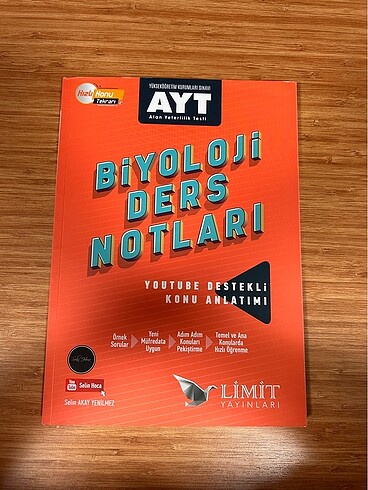 Hızlı Konu
Tekrarı
YÜKSEKÖĞRETİM KURUMLARI SINAVI
AYT
Alan Yeterlilik Testi
BİYOLOJİ
DERS
NOTLARI
YOUTUBE DESTEKLİ
KONU ANLATIMI
Örnek
Sorular
Yeni
Müfredata
Uygun
Adım Adım
Konuları
Pekiştirme
Temel ve Ana
Konularda
Hızlı Öğrenme
You
Tube
Selin Hoca
Selin AKAY YENİLMEZ
LİMİT
YAYINLARI